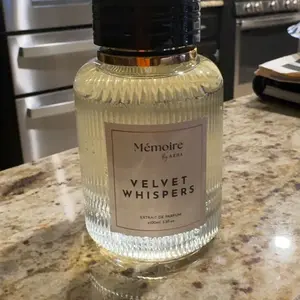 Mémoire
VELVET
WHISPERS
EXTRAIT DE PARFUM